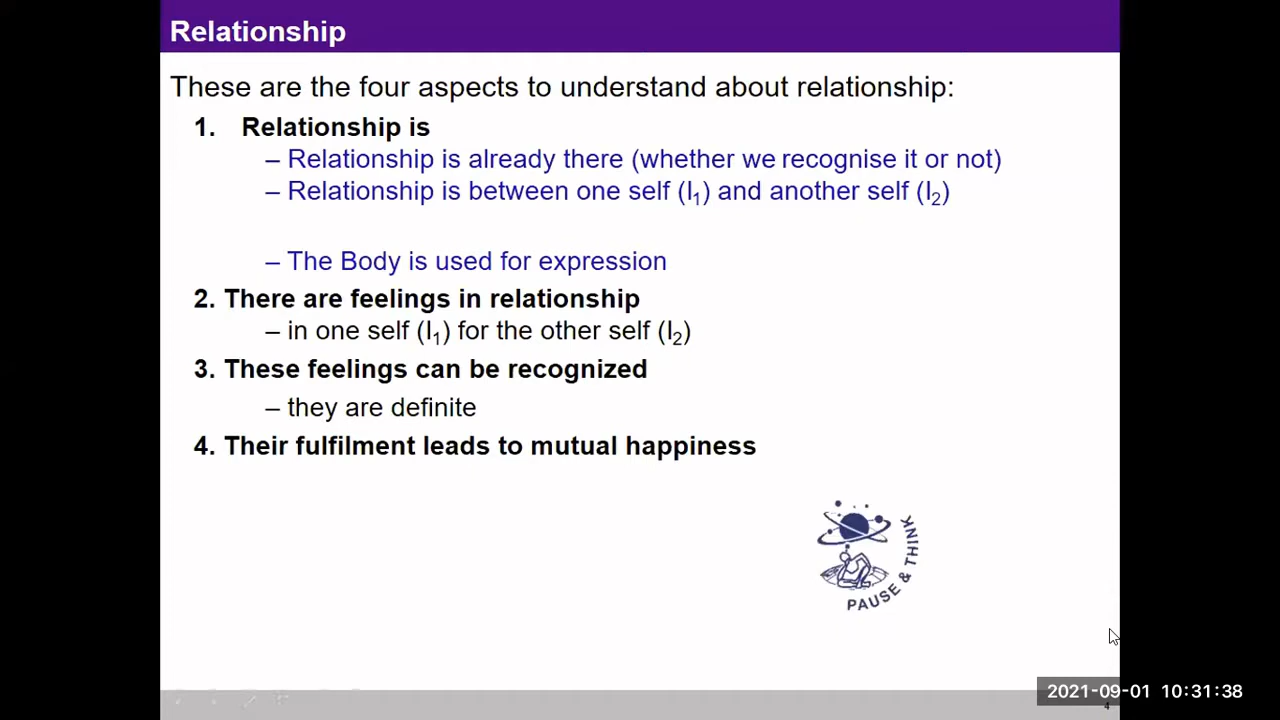 Relationship
These are the four aspects to understand about relationship:
1. Relationship is
– Relationship is already there (whether we recognise it or not)
– Relationship is between one self (I₁) and another self (I₂)
– The Body is used for expression
2. There are feelings in relationship
– in one self (I₁) for the other self (I₂)
3. These feelings can be recognized
– they are definite
4. Their fulfilment leads to mutual happiness
PAUSE & THINK
2021-09-01 10:31:38
4